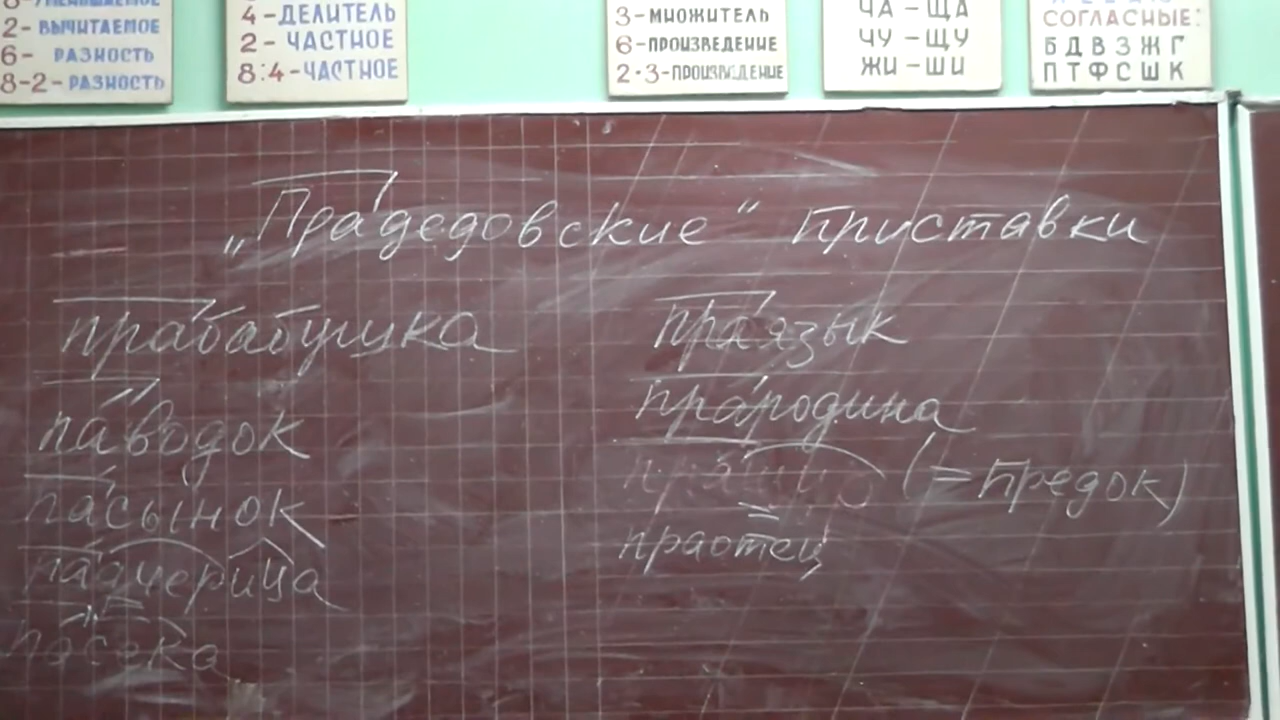 2- ВЫЧИТАЕМОЕ
6- РАЗНОСТЬ
8-2- РАЗНОСТЬ
4-ДЕЛИТЕЛЬ
2- ЧАСТНОЕ
8:4-ЧАСТНОЕ
3-МНОЖИТЕЛЬ
6-ПРОИЗВЕДЕНИЕ
2·3-ПРОИЗВЕДЕНИЕ
ЧА-ЩА
ЧУ-ЩУ
ЖИ-ШИ
СОГЛАСНЫЕ:
Б Д В З Ж Г
П Т Ф С Ш К
„Прадедовские“ приставки
прабабушка
паводок
пасынок
падчерица
пасека
праязык
прародина
(= предок)
праотец